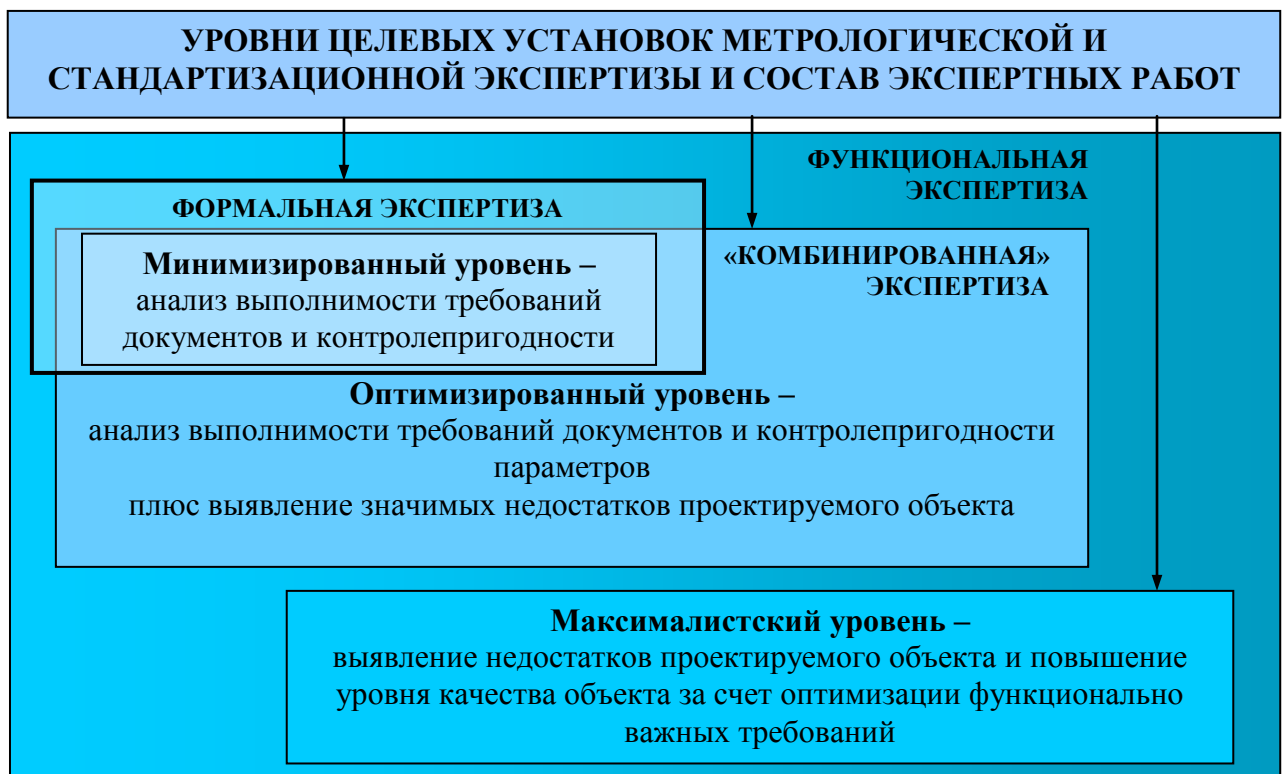 УРОВНИ ЦЕЛЕВЫХ УСТАНОВОК МЕТРОЛОГИЧЕСКОЙ И
СТАНДАРТИЗАЦИОННОЙ ЭКСПЕРТИЗЫ И СОСТАВ ЭКСПЕРТНЫХ РАБОТ
ФУНКЦИОНАЛЬНАЯ
ЭКСПЕРТИЗА
ФОРМАЛЬНАЯ ЭКСПЕРТИЗА
Минимизированный уровень –
анализ выполнимости требований
документов и контролепригодности
«КОМБИНИРОВАННАЯ»
ЭКСПЕРТИЗА
Оптимизированный уровень –
анализ выполнимости требований документов и контролепригодности
параметров
плюс выявление значимых недостатков проектируемого объекта
Максималистский уровень –
выявление недостатков проектируемого объекта и повышение
уровня качества объекта за счет оптимизации функционально
важных требований